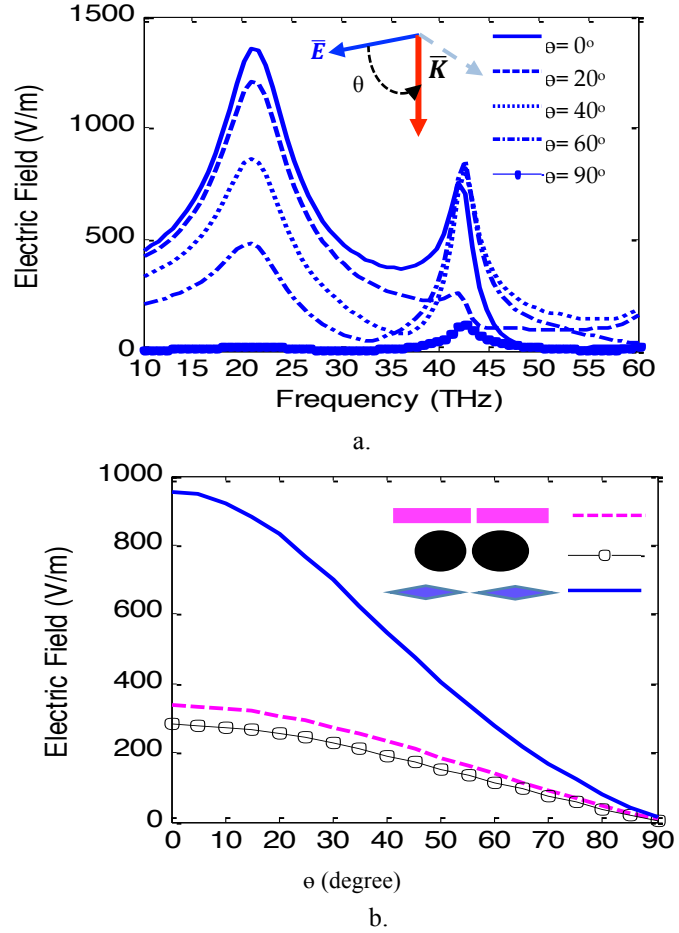 1500
1000
500
0
Electric Field (V/m)
E̅
θ
K̅
ɵ= 0º
ɵ= 20º
ɵ= 40º
ɵ= 60º
ɵ= 90º
10 15 20 25 30 35 40 45 50 55 60
Frequency (THz)
a.
1000
800
600
400
200
0
Electric Field (V/m)
0 10 20 30 40 50 60 70 80 90
ɵ (degree)
b.